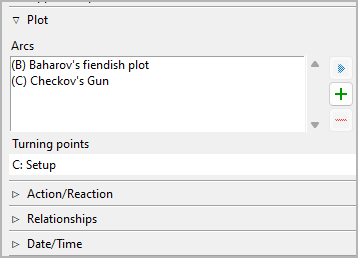 Plot
Arcs
(B) Baharov's fiendish plot
(C) Checkov's Gun
Turning points
C: Setup
Action/Reaction
Relationships
Date/Time